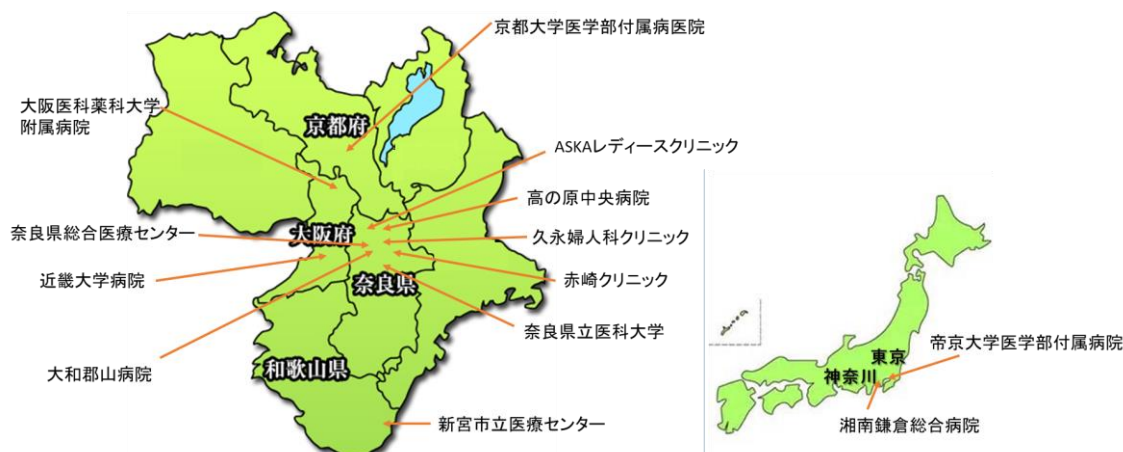 京都大学医学部付属病医院
大阪医科薬科大学
附属病院
京都府
ASKAレディースクリニック
高の原中央病院
奈良県総合医療センター
大阪府
久永婦人科クリニック
近畿大学病院
奈良県
赤崎クリニック
奈良県立医科大学
大和郡山病院
和歌山県
新宮市立医療センター
帝京大学医学部付属病院
東京
神奈川
湘南鎌倉総合病院